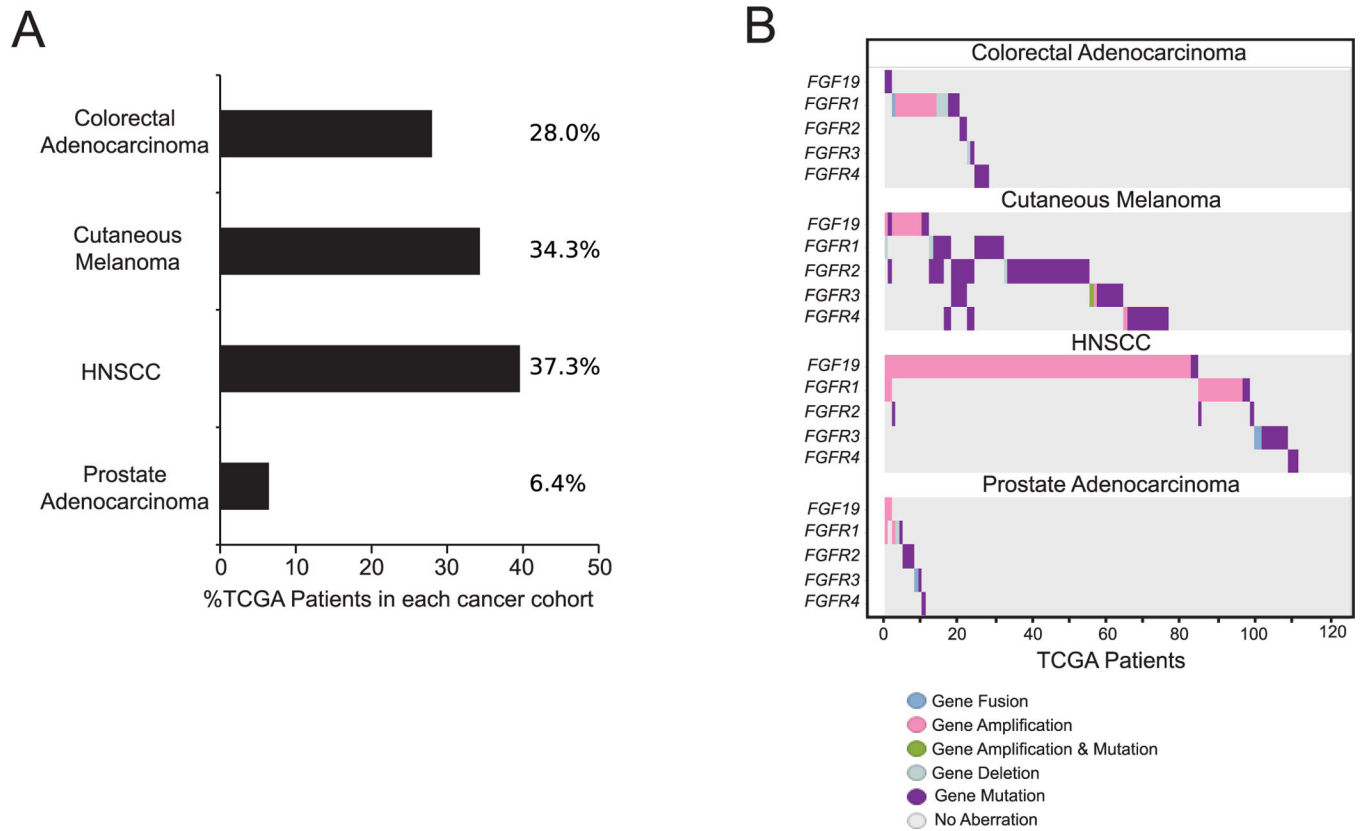 A
Colorectal
Adenocarcinoma
28.0%
Cutaneous
Melanoma
34.3%
HNSCC
37.3%
Prostate
Adenocarcinoma
6.4%
0 10 20 30 40 50
%TCGA Patients in each cancer cohort
B
Colorectal Adenocarcinoma
FGF19
FGFR1
FGFR2
FGFR3
FGFR4
Cutaneous Melanoma
FGF19
FGFR1
FGFR2
FGFR3
FGFR4
HNSCC
FGF19
FGFR1
FGFR2
FGFR3
FGFR4
Prostate Adenocarcinoma
FGF19
FGFR1
FGFR2
FGFR3
FGFR4
0 20 40 60 80 100 120
TCGA Patients
Gene Fusion
Gene Amplification
Gene Amplification & Mutation
Gene Deletion
Gene Mutation
No Aberration